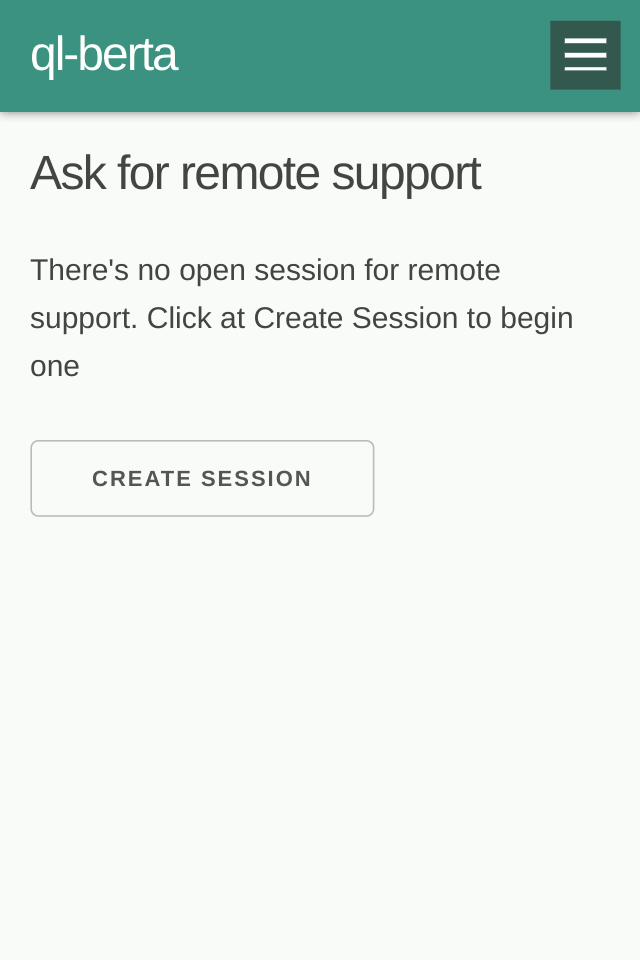 ql-berta
Ask for remote support
There's no open session for remote
support. Click at Create Session to begin
one
CREATE SESSION